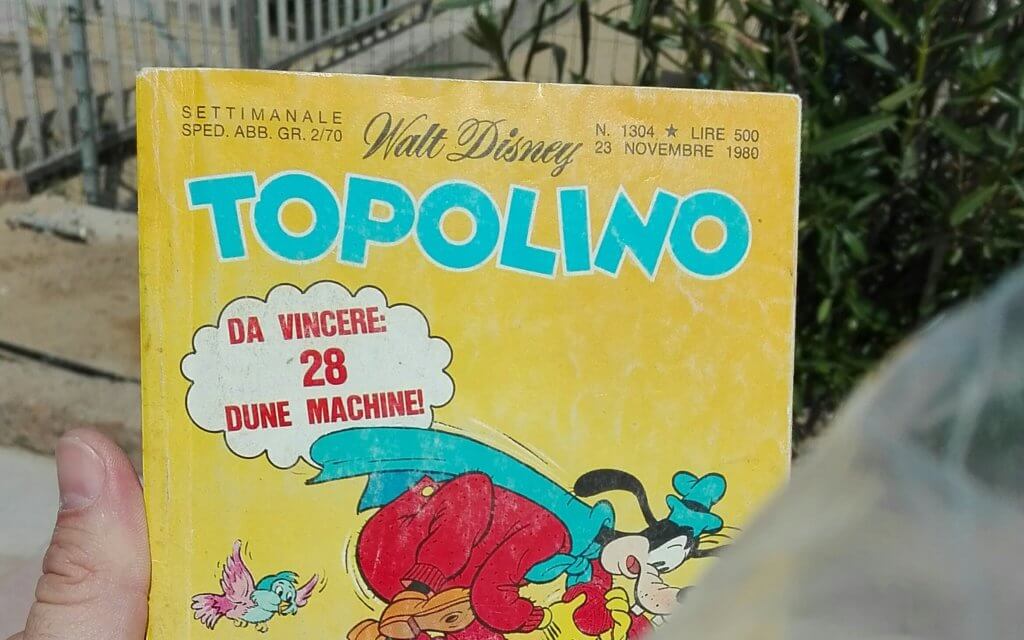 SETTIMANALE
SPED. ABB. GR. 2/70
Walt Disney
N. 1304 ★ LIRE 500
23 NOVEMBRE 1980
TOPOLINO
DA VINCERE:
28
DUNE MACHINE!